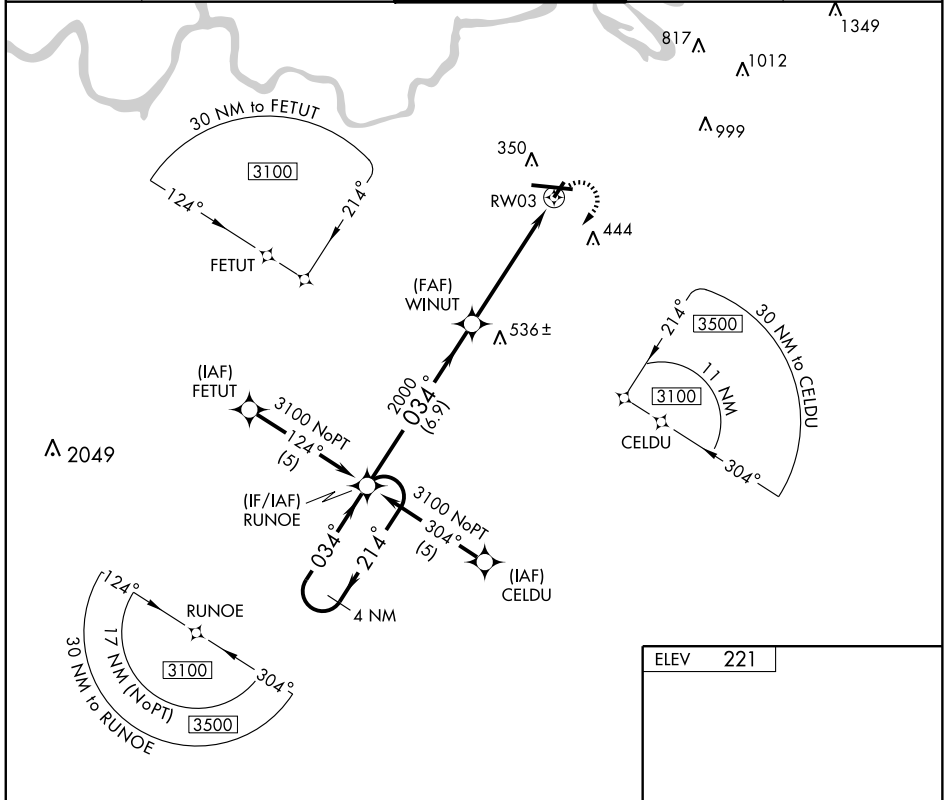 1349
817
1012
999
30 NM to FETUT
3100
124°
214°
FETUT
350
RW03
444
(FAF)
WINUT
536±
30 NM to CELDU
214°
3500
11 NM
3100
CELDU
304°
(IAF)
FETUT
3100 NoPT
124°
(5)
2000
034°
(6.9)
2049
(IF/IAF)
RUNOE
3100 NoPT
304°
(5)
034°
214°
(IAF)
CELDU
4 NM
124°
RUNOE
304°
17 NM (NoPT)
30 NM to RUNOE
3100
3500
ELEV 221